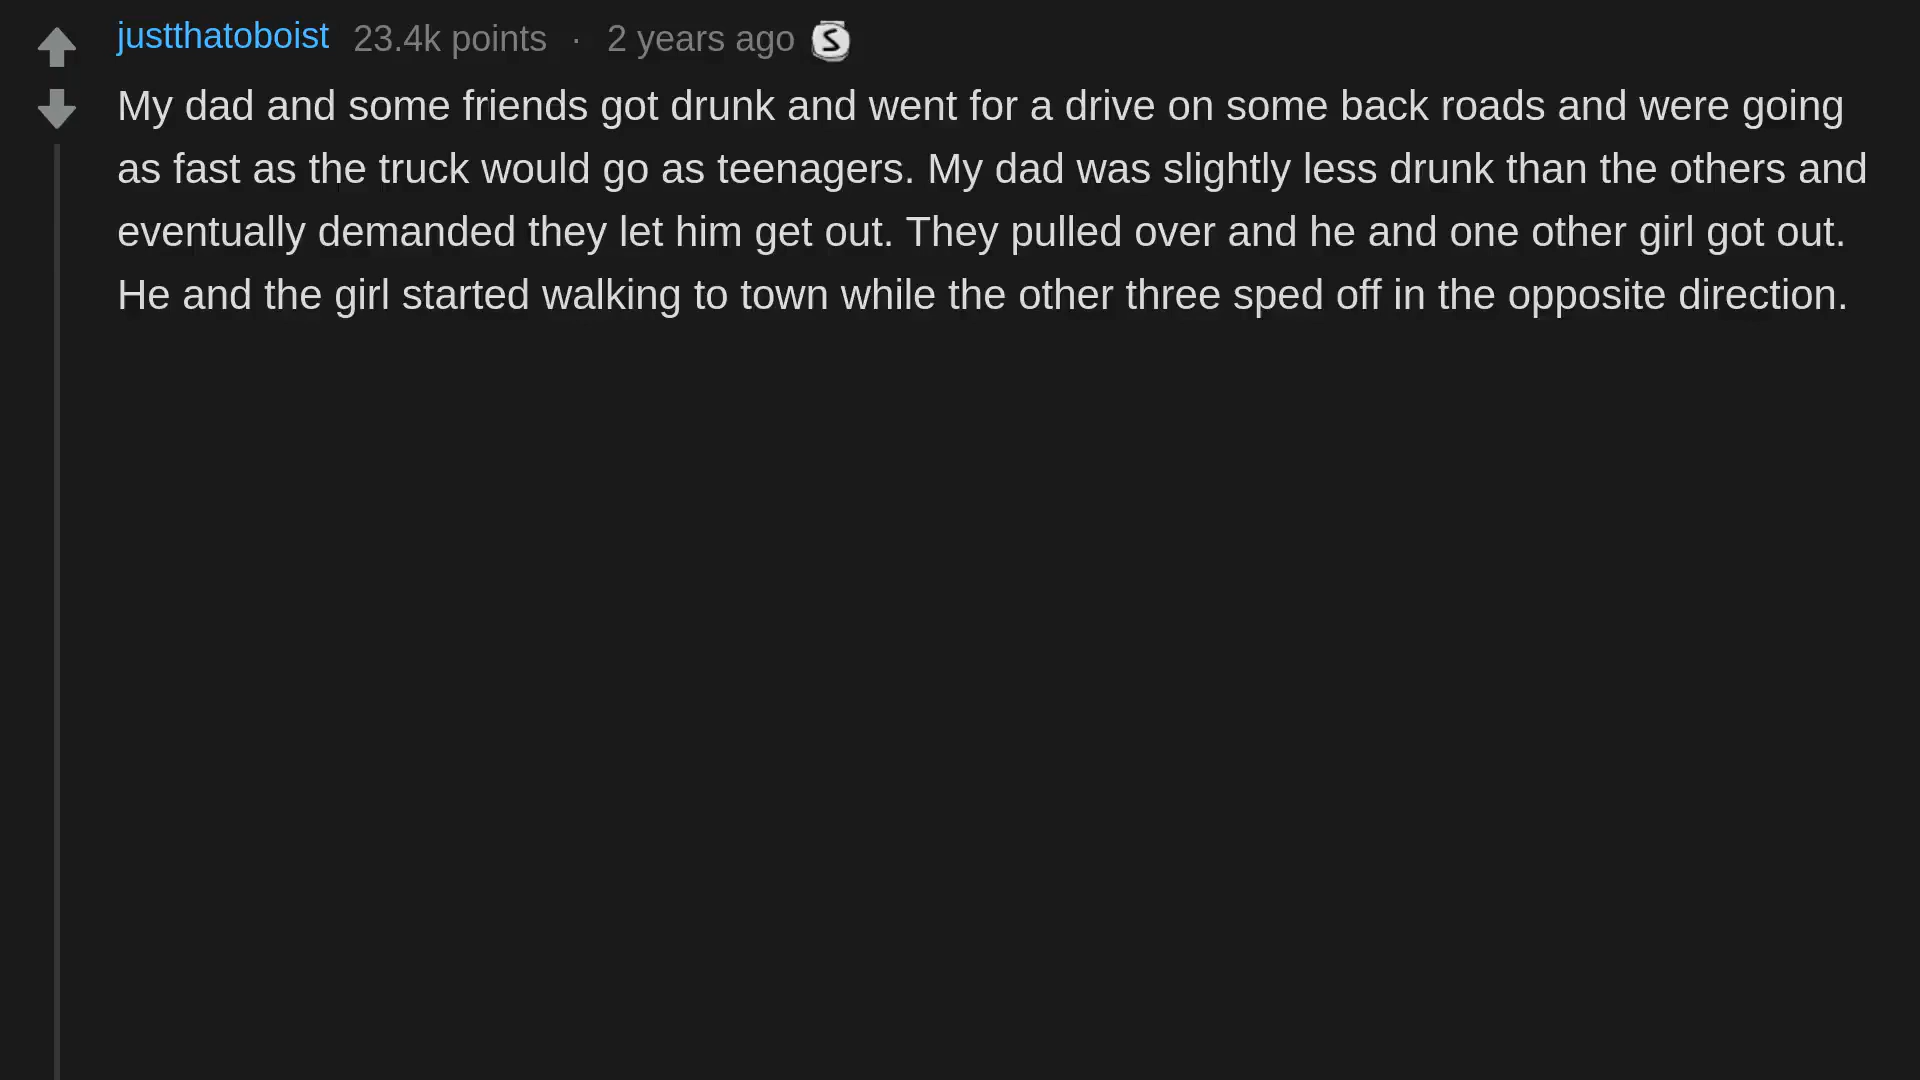 justthatoboist 23.4k points · 2 years ago S
My dad and some friends got drunk and went for a drive on some back roads and were going
as fast as the truck would go as teenagers. My dad was slightly less drunk than the others and
eventually demanded they let him get out. They pulled over and he and one other girl got out.
He and the girl started walking to town while the other three sped off in the opposite direction.